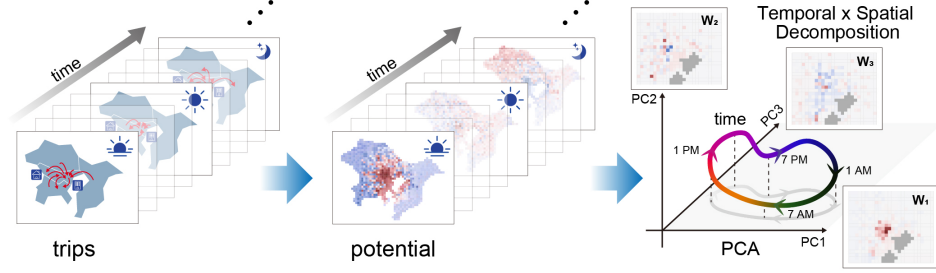 time
trips
time
potential
W₂
Temporal x Spatial
Decomposition
W₃
PC2
time
PC3
1 PM
7 PM
1 AM
7 AM
W₁
PCA
PC1